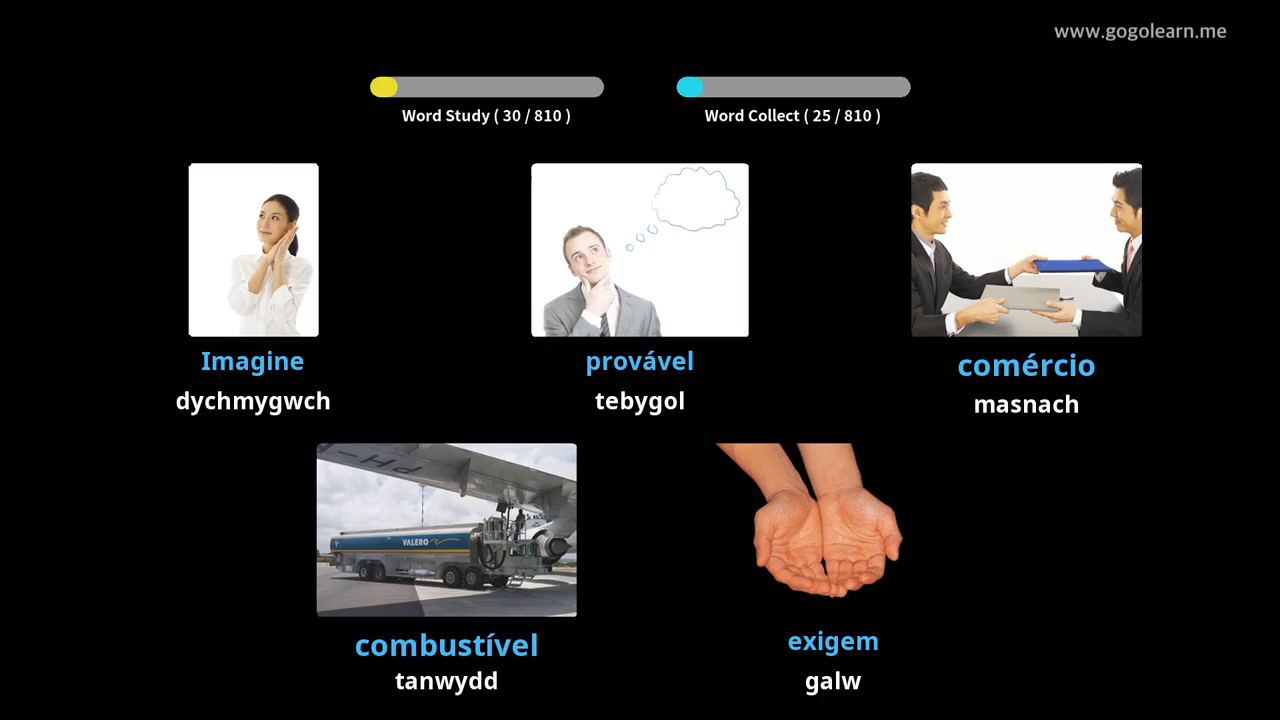 www.gogolearn.me
Word Study ( 30 / 810 )
Word Collect ( 25 / 810 )
Imagine
dychmygwch
provável
tebygol
comércio
masnach
PH-
VALERO
combustível
tanwydd
exigem
galw